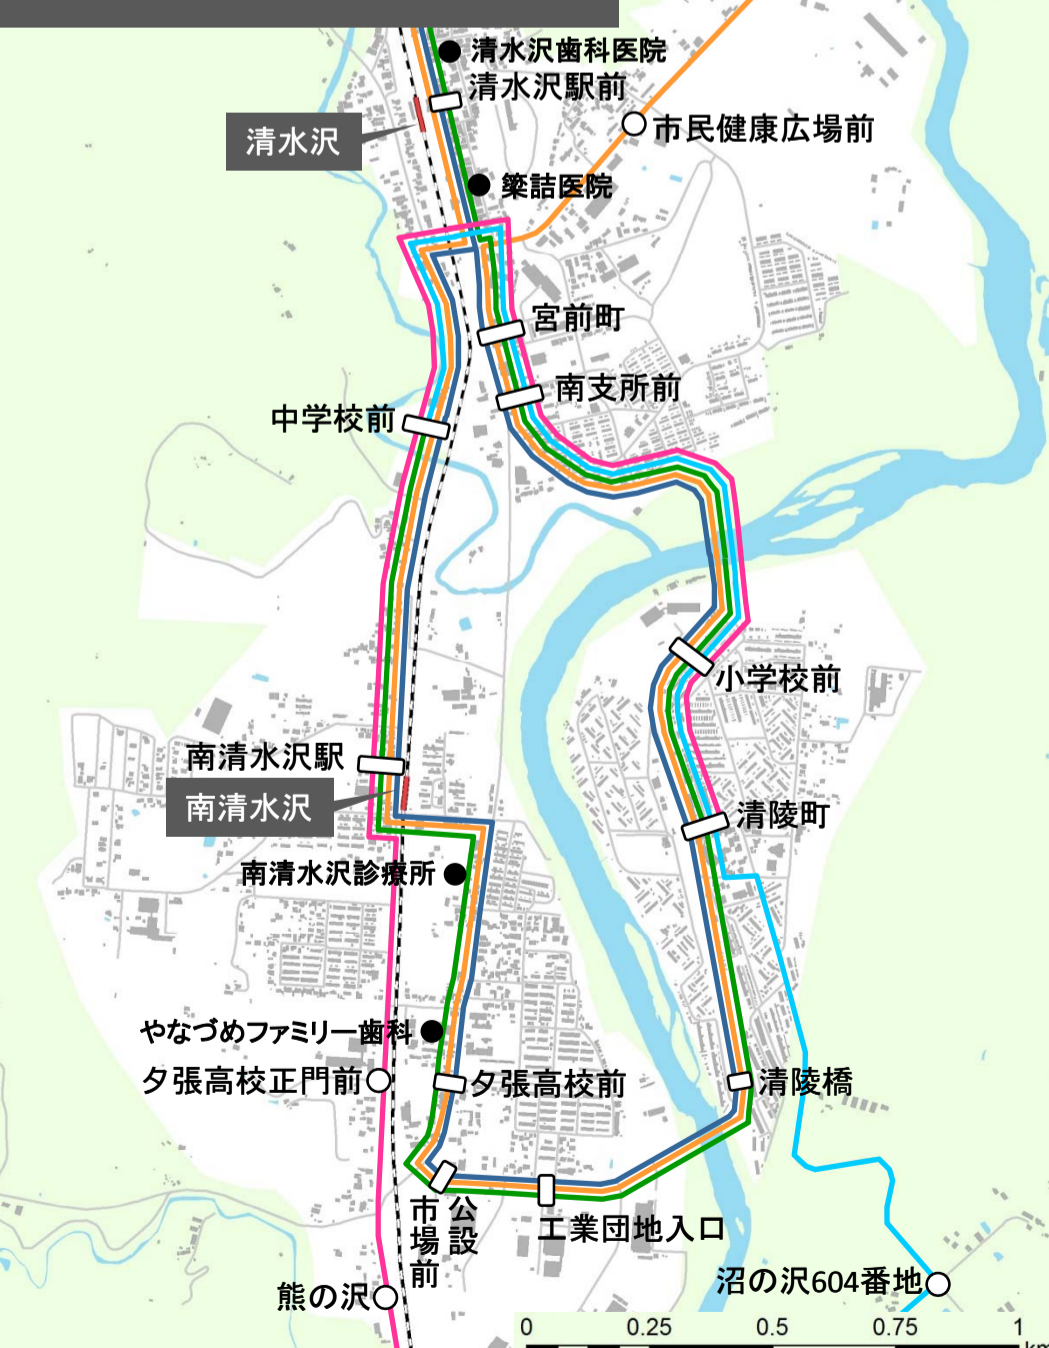 清水沢歯科医院
清水沢駅前
清水沢
市民健康広場前
簗詰医院
宮前町
南支所前
中学校前
小学校前
南清水沢駅
南清水沢
清陵町
南清水沢診療所
やなづめファミリー歯科
夕張高校正門前
夕張高校前
清陵橋
公設
市場前
工業団地入口
沼の沢604番地
熊の沢
0 0.25 0.5 0.75 1
km